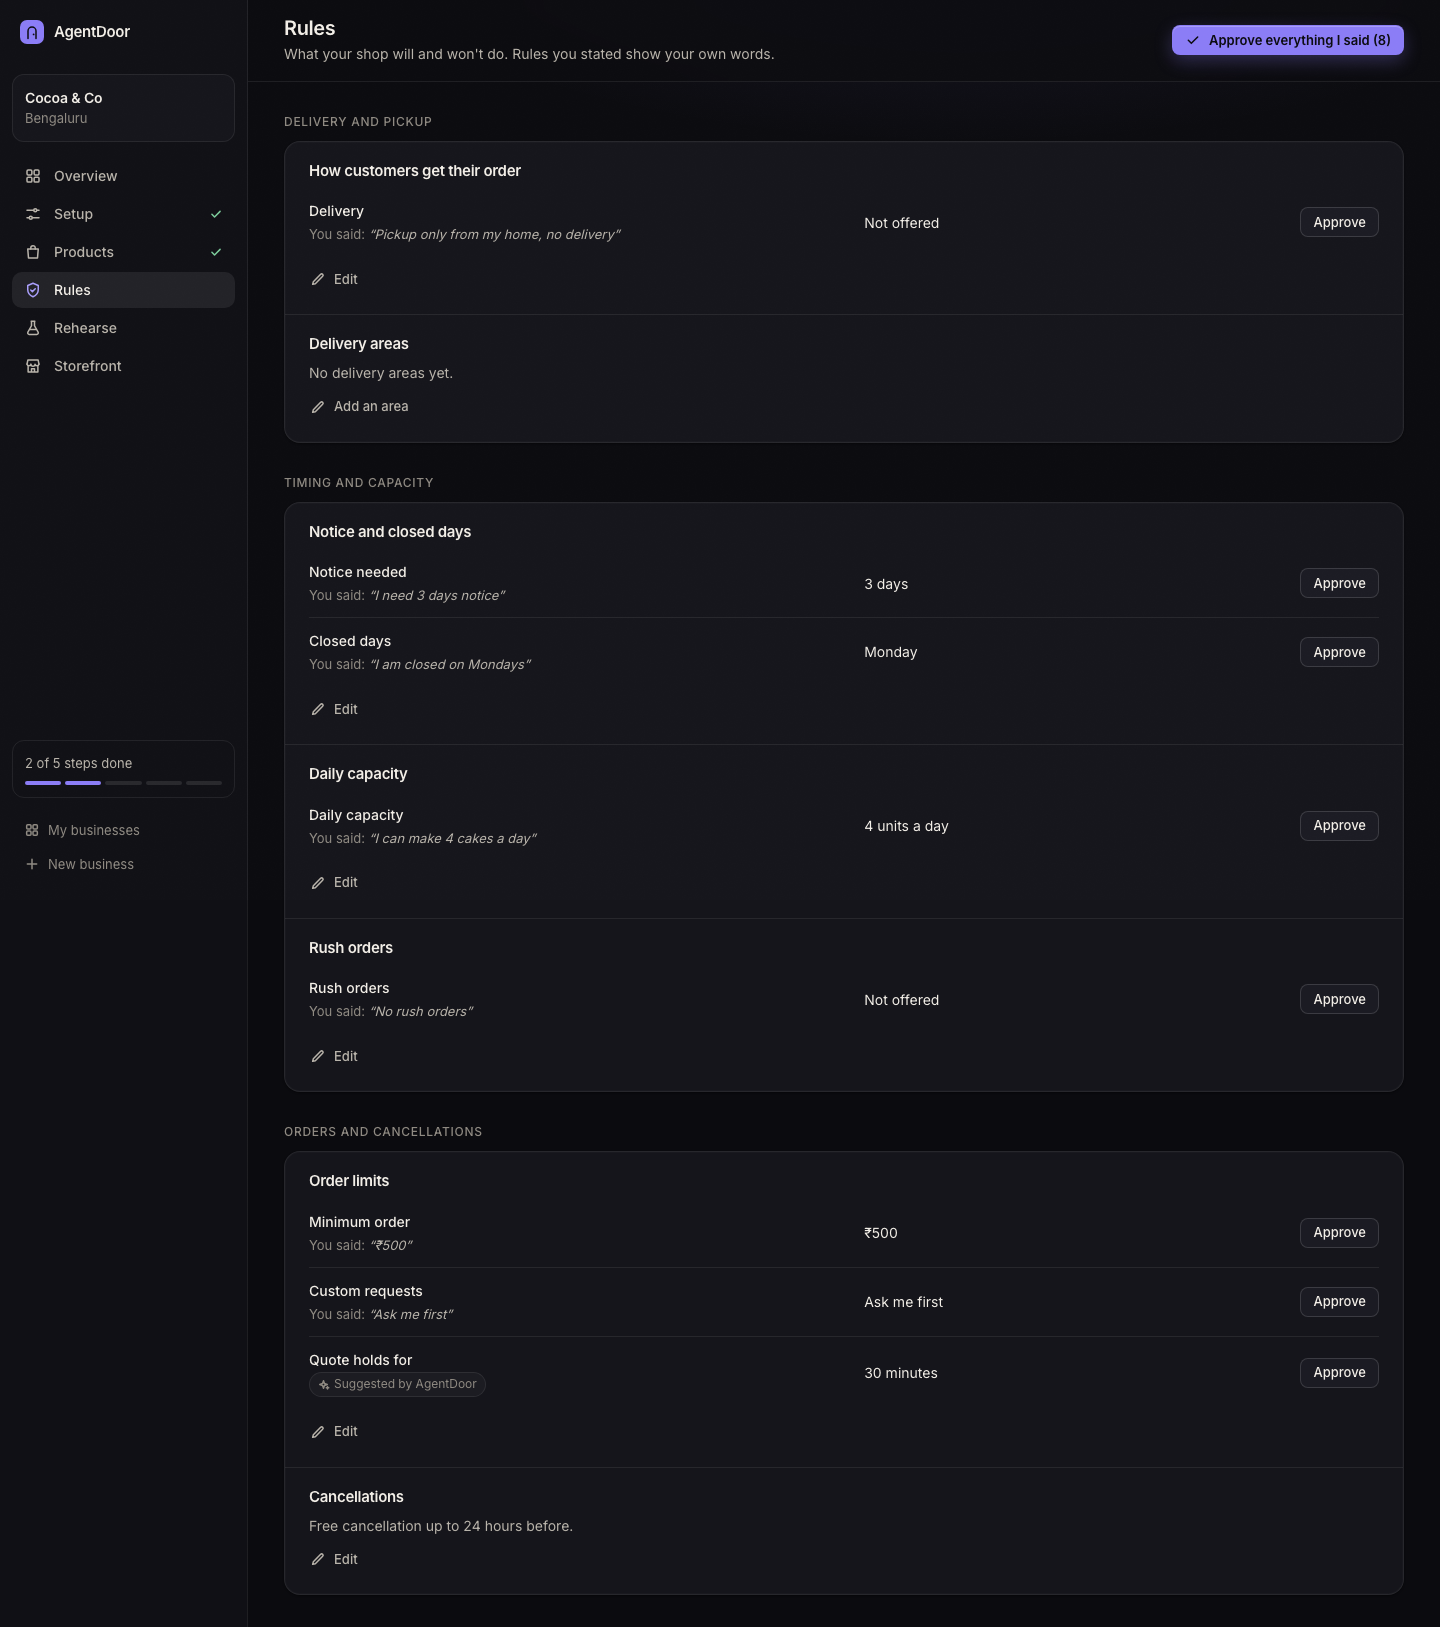 AgentDoor
Cocoa & Co
Bengaluru
Overview
Setup
Products
Rules
Rehearse
Storefront
2 of 5 steps done
My businesses
New business
Rules
What your shop will and won't do. Rules you stated show your own words.
Approve everything I said (8)
DELIVERY AND PICKUP
How customers get their order
Delivery
You said: “Pickup only from my home, no delivery”
Not offered
Approve
Edit
Delivery areas
No delivery areas yet.
Add an area
TIMING AND CAPACITY
Notice and closed days
Notice needed
You said: “I need 3 days notice”
3 days
Approve
Closed days
You said: “I am closed on Mondays”
Monday
Approve
Edit
Daily capacity
Daily capacity
You said: “I can make 4 cakes a day”
4 units a day
Approve
Edit
Rush orders
Rush orders
You said: “No rush orders”
Not offered
Approve
Edit
ORDERS AND CANCELLATIONS
Order limits
Minimum order
You said: “₹500”
₹500
Approve
Custom requests
You said: “Ask me first”
Ask me first
Approve
Quote holds for
Suggested by AgentDoor
30 minutes
Approve
Edit
Cancellations
Free cancellation up to 24 hours before.
Edit